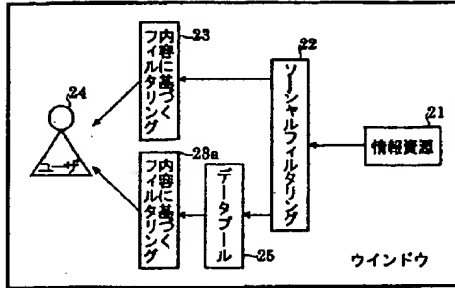 23
内容に基づく
フィルタリング
22
ソーシャルフィルタリング
21
情報資源
24
23a
内容に基づく
フィルタリング
データプール
25
ウインドウ